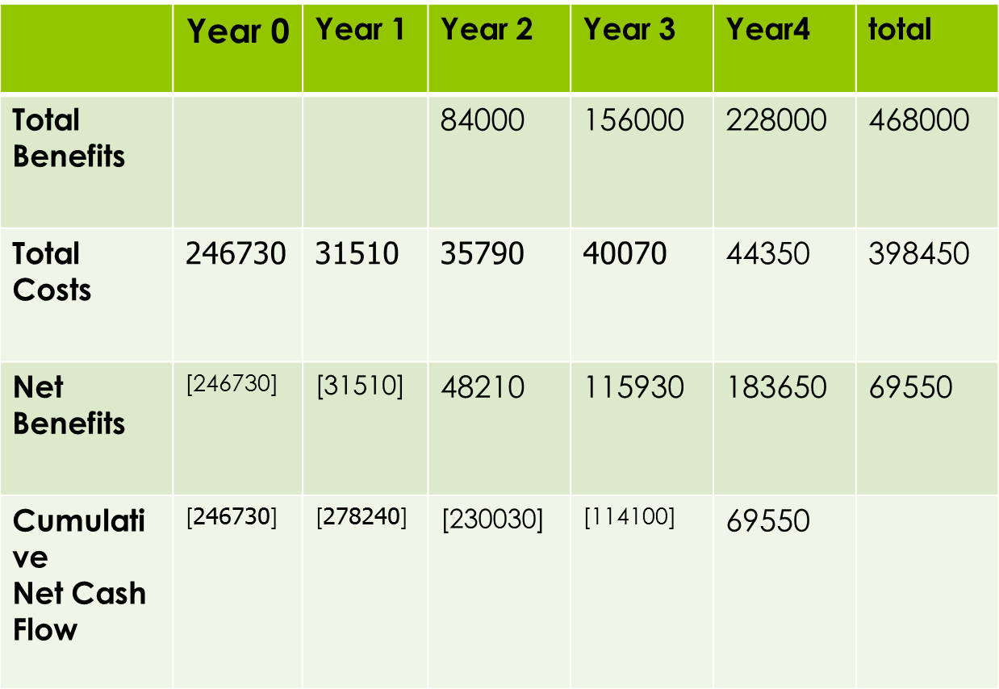 Year 0 Year 1 Year 2 Year 3 Year4 total
Total 84000 156000 228000 468000
Benefits
Total 246730 31510 35790 40070 44350 398450
Costs
Net [246730] [31510] 48210 115930 183650 69550
Benefits
Cumulati [246730] [278240] [230030] [114100] 69550
ve
Net Cash
Flow